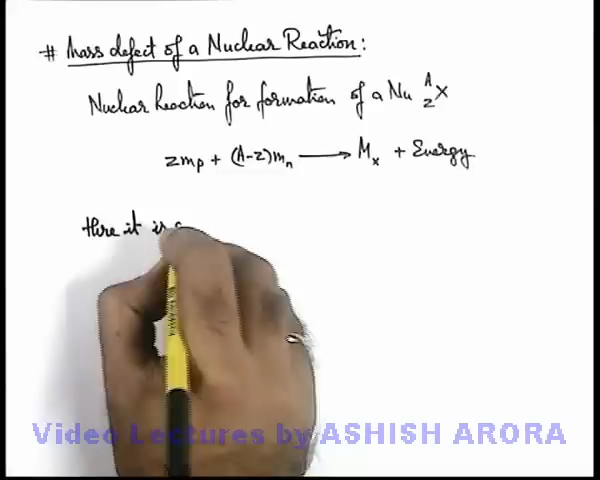 # Mass defect of a Nuclear Reaction:
Nuclear Reaction for formation of a Nu ᴬ_Z X
Zmp + (A-Z)mₙ ⟶ Mₓ + Energy
Here it is
Video Lectures by ASHISH ARORA